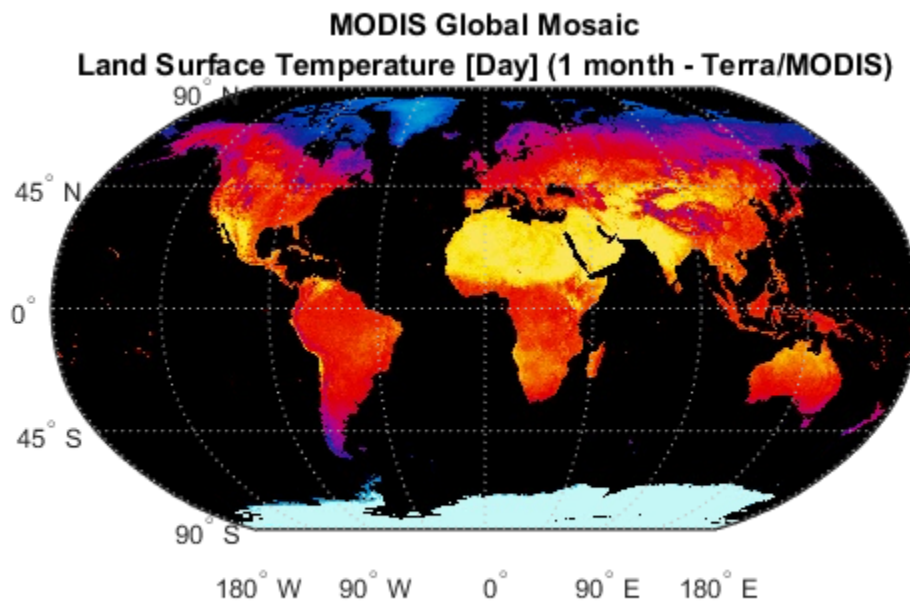 MODIS Global Mosaic
Land Surface Temperature [Day] (1 month - Terra/MODIS)
90° N
45° N
0°
45° S
90° S
180° W 90° W 0° 90° E 180° E